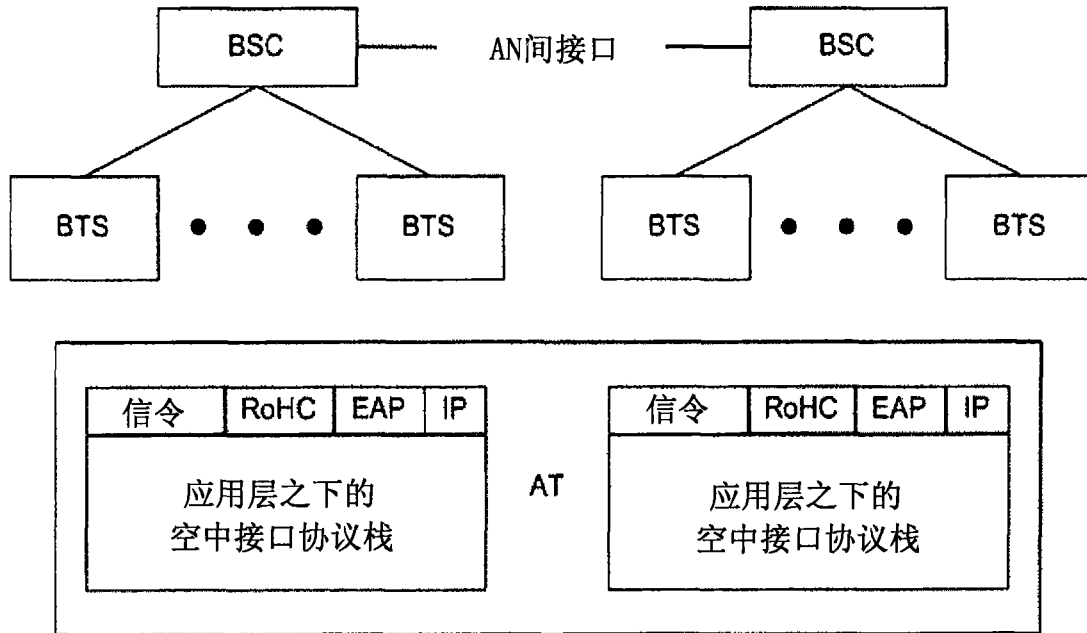 BSC
AN间接口
BSC
BTS
BTS
BTS
BTS
信令
RoHC
EAP
IP
应用层之下的
空中接口协议栈
AT
信令
RoHC
EAP
IP
应用层之下的
空中接口协议栈